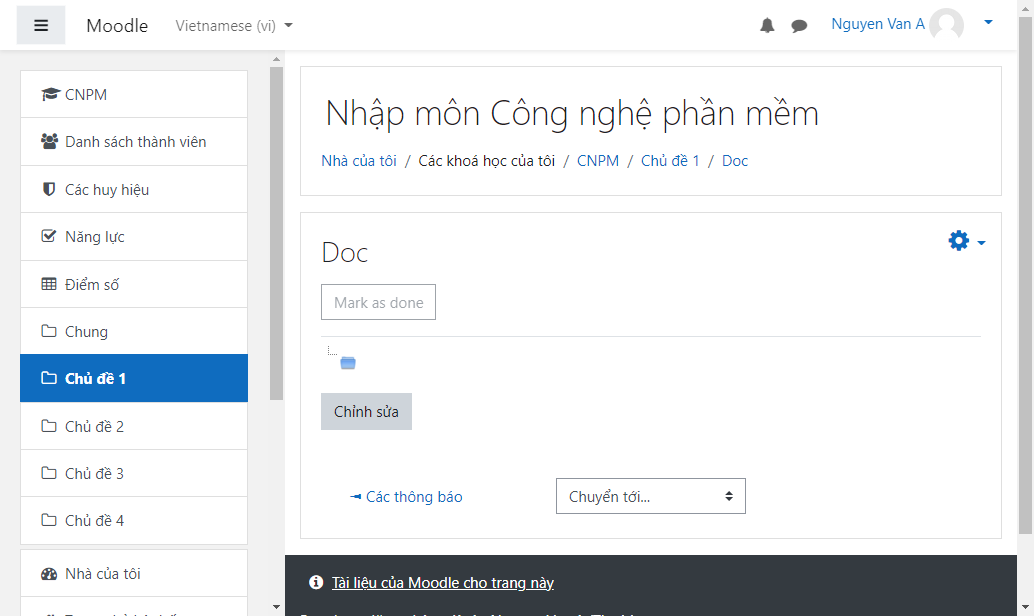 Moodle Vietnamese (vi) Nguyen Van A
CNPM
Danh sách thành viên
Các huy hiệu
Năng lực
Điểm số
Chung
Chủ đề 1
Chủ đề 2
Chủ đề 3
Chủ đề 4
Nhà của tôi
Nhập môn Công nghệ phần mềm
Nhà của tôi / Các khoá học của tôi / CNPM / Chủ đề 1 / Doc
Doc
Mark as done
Chỉnh sửa
◄ Các thông báo
Chuyển tới...
Tài liệu của Moodle cho trang này